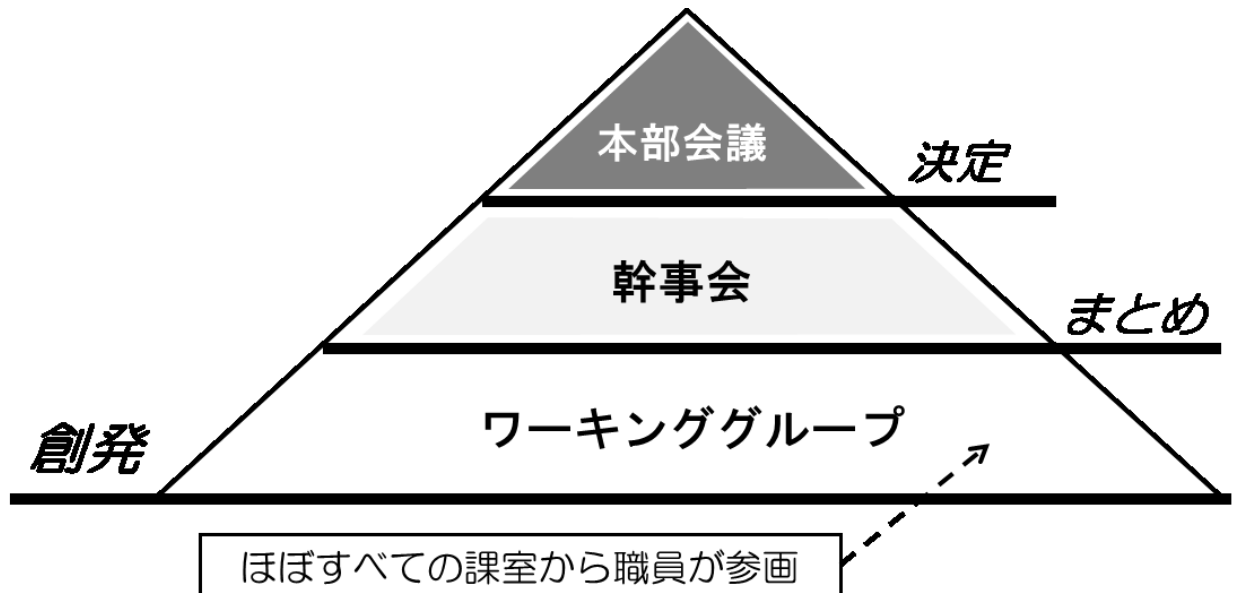 本部会議
決定
幹事会
まとめ
ワーキンググループ
創発
ほぼすべての課室から職員が参画